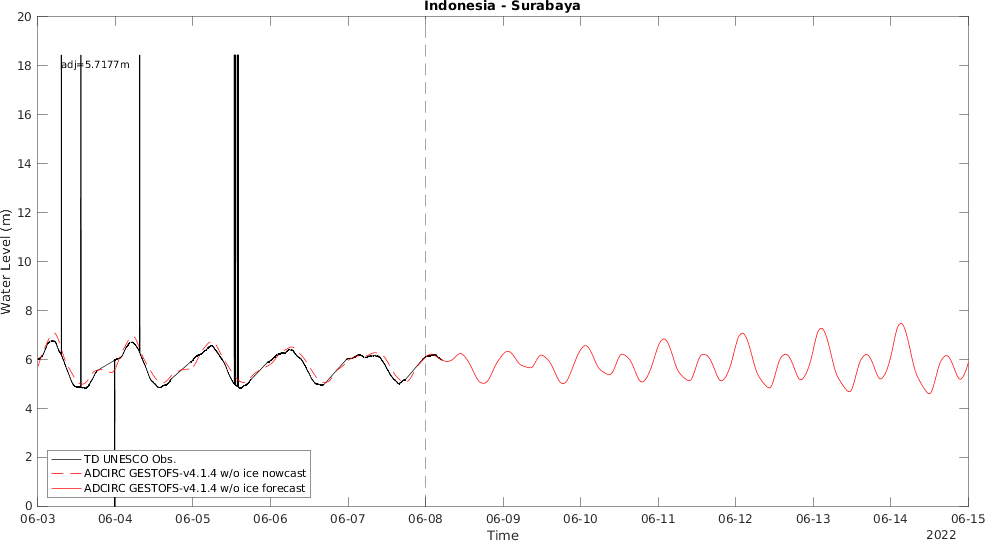 Indonesia - Surabaya
20
18
16
14
12
10
8
6
4
2
0
Water Level (m)
adj=5.7177m
TD UNESCO Obs.
ADCIRC GESTOFS-v4.1.4 w/o ice nowcast
ADCIRC GESTOFS-v4.1.4 w/o ice forecast
06-03 06-04 06-05 06-06 06-07 06-08 06-09 06-10 06-11 06-12 06-13 06-14 06-15
Time
2022